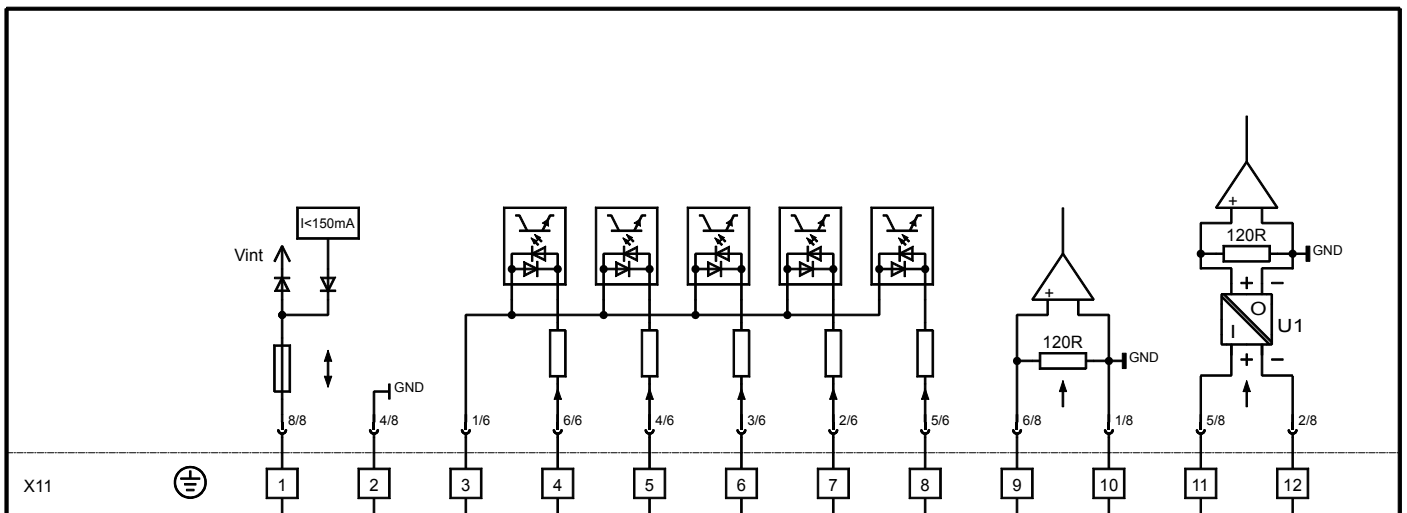 I<150mA
Vint
120R
GND
+
+
−
O
I
U1
+
−
+
120R
GND
GND
8/8
4/8
1/6
6/6
4/6
3/6
2/6
5/6
6/8
1/8
5/8
2/8
X11
1
2
3
4
5
6
7
8
9
10
11
12